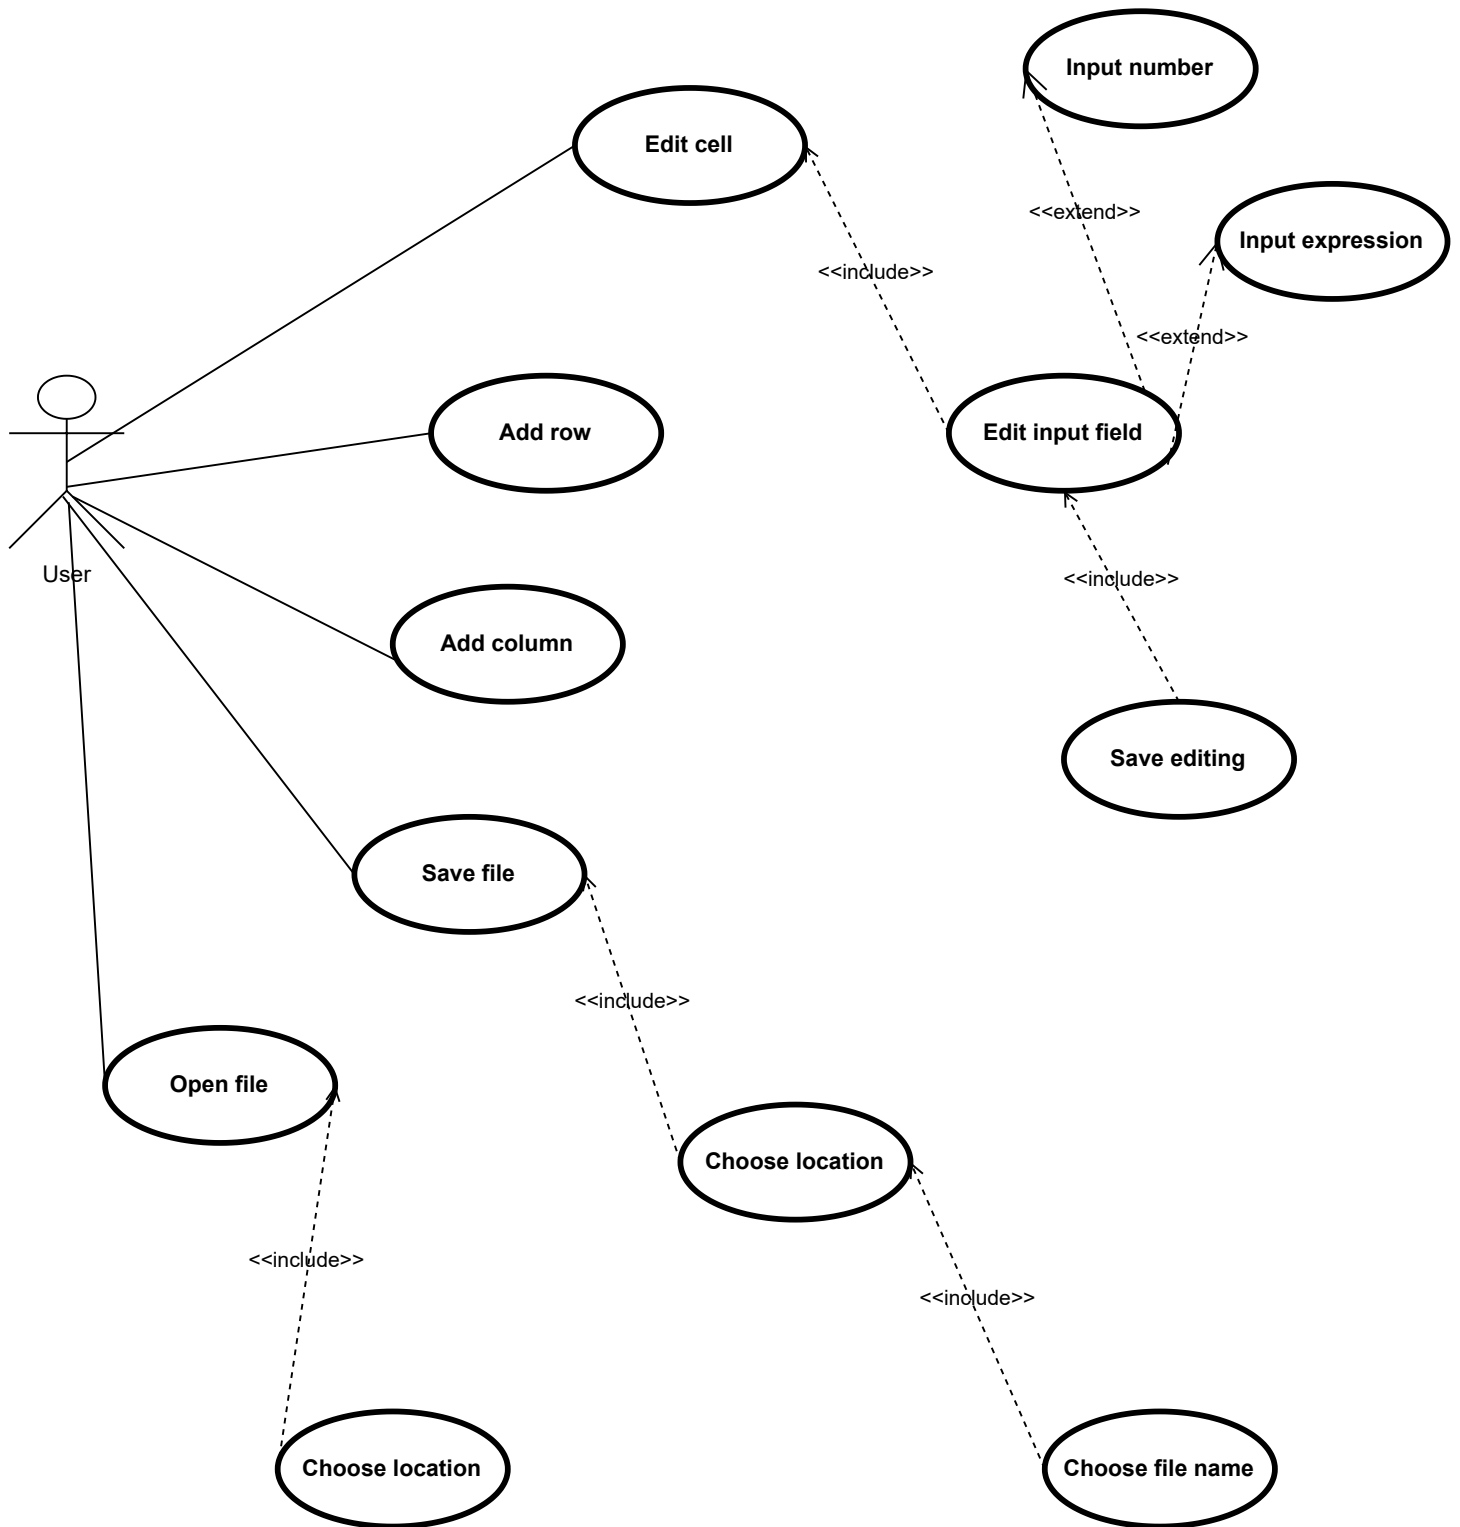 Input number
Edit cell
<<extend>>
Input expression
<<include>>
<<extend>>
Add row
Edit input field
User
<<include>>
Add column
Save editing
Save file
<<include>>
Open file
Choose location
<<include>>
<<include>>
Choose location
Choose file name